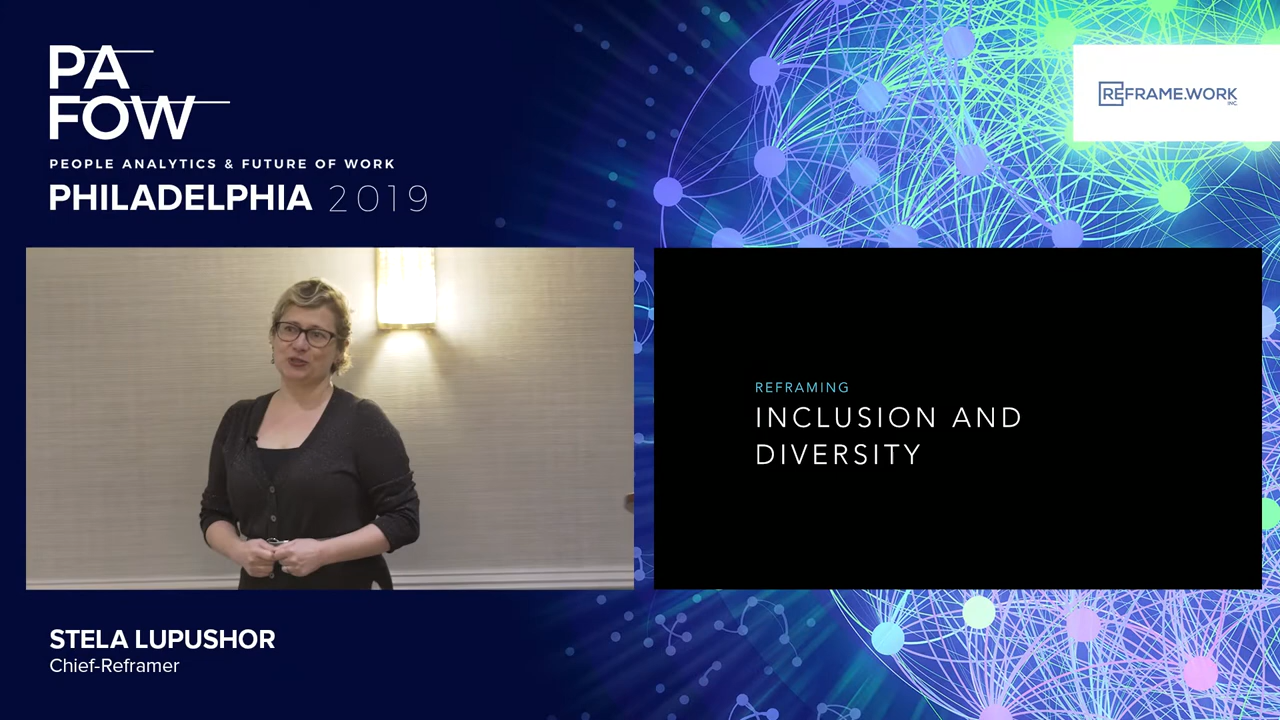 PA
FOW
PEOPLE ANALYTICS & FUTURE OF WORK
PHILADELPHIA 2019
REFRAME.WORK
INC.
REFRAMING
INCLUSION AND
DIVERSITY
STELA LUPUSHOR
Chief-Reframer